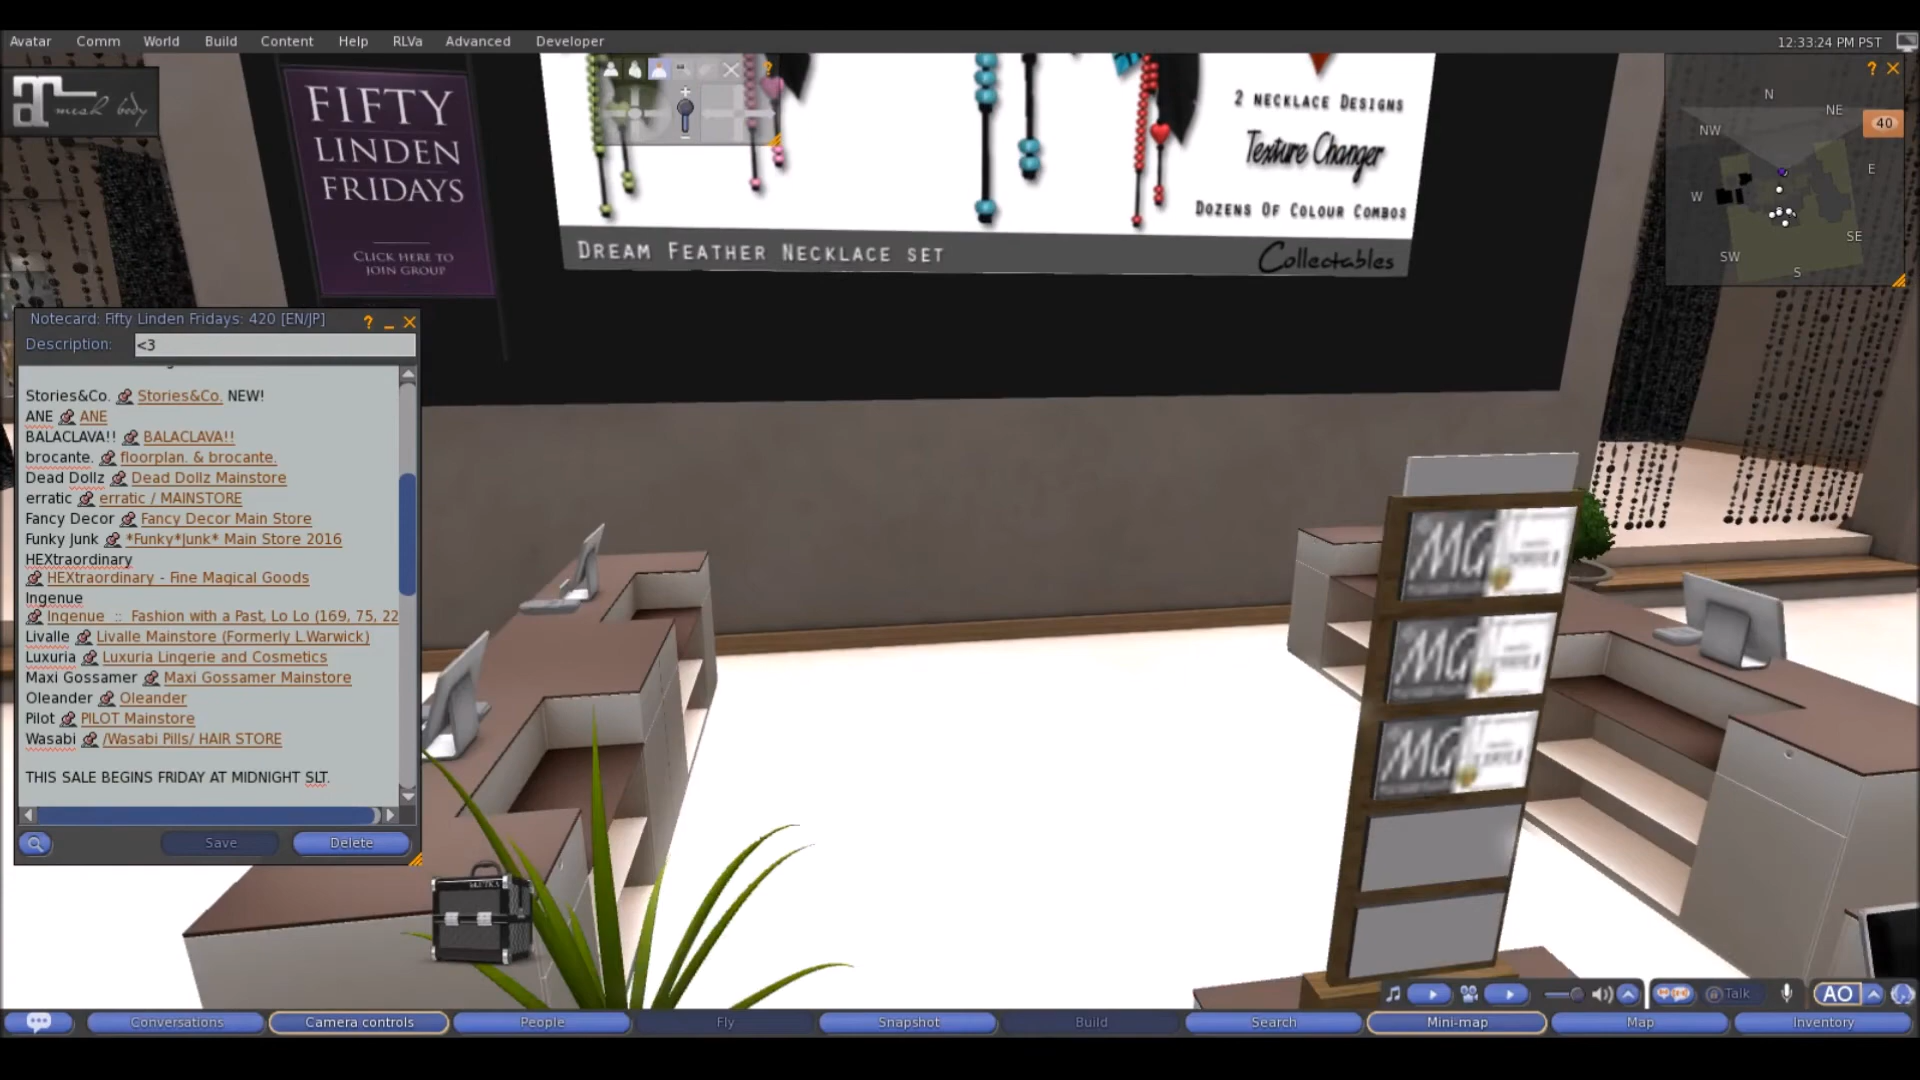 Avatar Comm World Build Content Help RLVa Advanced Developer
12:33:24 PM PST
mesh body
FIFTY
LINDEN
FRIDAYS
CLICK HERE TO
JOIN GROUP
2 NECKLACE DESIGNS
Texture Changer
DOZENS OF COLOUR COMBOS
DREAM FEATHER NECKLACE SET
Collectables
N
NE
NW
40
E
W
SE
SW
S
Notecard: Fifty Linden Fridays: 420 [EN/JP]
Description: <3
Stories&Co. Stories&Co. NEW!
ANE ANE
BALACLAVA!! BALACLAVA!!
brocante. floorplan. & brocante.
Dead Dollz Dead Dollz Mainstore
erratic erratic / MAINSTORE
Fancy Decor Fancy Decor Main Store
Funky Junk *Funky*Junk* Main Store 2016
HEXtraordinary
HEXtraordinary - Fine Magical Goods
Ingenue
Ingenue :: Fashion with a Past, Lo Lo (169, 75, 22
Livalle Livalle Mainstore (Formerly L.Warwick)
Luxuria Luxuria Lingerie and Cosmetics
Maxi Gossamer Maxi Gossamer Mainstore
Oleander Oleander
Pilot PILOT Mainstore
Wasabi /Wasabi Pills/ HAIR STORE
THIS SALE BEGINS FRIDAY AT MIDNIGHT SLT.
Save Delete
MG
MG
MG
Talk
AO
Conversations Camera controls People Fly Snapshot Build Search Mini-map Map Inventory